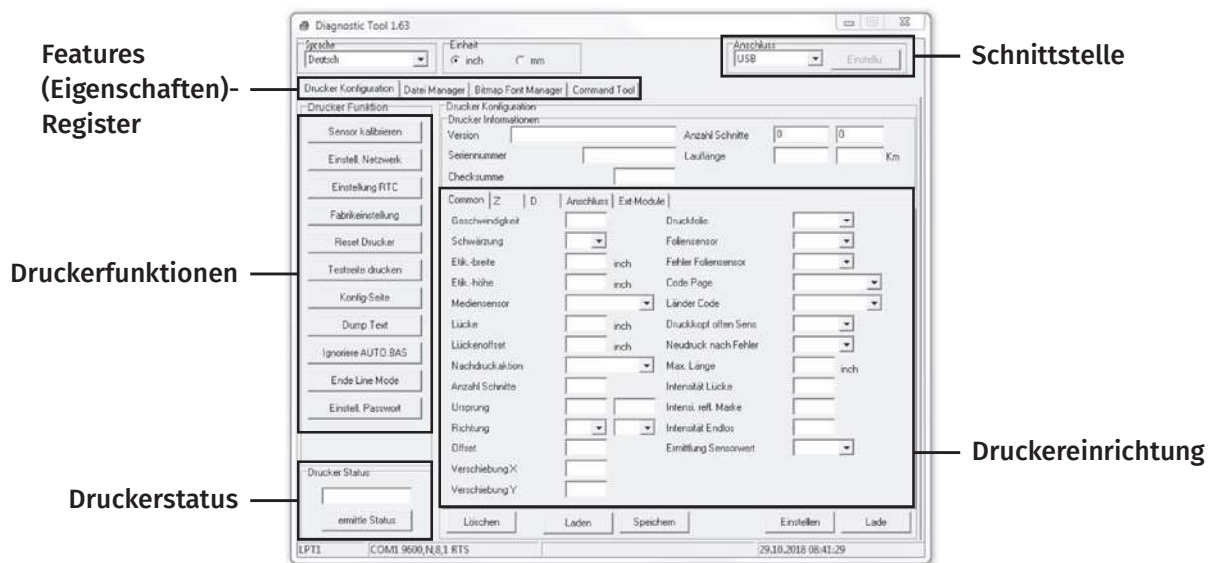 Diagnostic Tool 1.63
Features
(Eigenschaften)-
Register
Schnittstelle
Druckerfunktionen
Druckerstatus
Druckereinrichtung
Sprache
Deutsch
Einheit
inch
mm
Anschluss
USB
Einstellu.
Drucker Konfiguration
Datei Manager
Bitmap Font Manager
Command Tool
Drucker Funktion
Sensor kalibrieren
Einstell. Netzwerk
Einstellung RTC
Fabrikeinstellung
Reset Drucker
Testseite drucken
Konfig-Seite
Dump Text
Ignoriere AUTO.BAS
Ende Line Mode
Einstell. Passwort
Drucker Status
ermittle Status
Drucker Konfiguration
Drucker Informationen
Version
Anzahl Schnitte 0 0
Seriennummer
Lauflänge Km
Checksumme
Common
Z
D
Anschluss
Ext-Module
Geschwindigkeit
Druckfolie
Schwärzung
Foliensensor
Etik.-breite inch
Fehler Foliensensor
Etik.-höhe inch
Code Page
Mediensensor
Länder Code
Lücke inch
Druckkopf offen Sens
Lückenoffset inch
Neudruck nach Fehler
Nachdruckaktion
Max. Länge inch
Anzahl Schnitte
Intensität Lücke
Ursprung
Intensi. refl. Marke
Richtung
Intensität Endlos
Offset
Ermittlung Sensorwert
Verschiebung X
Verschiebung Y
Löschen
Laden
Speichern
Einstellen
Lade
LPT1
COM1 9600,N,8,1 RTS
29.10.2018 08:41:29